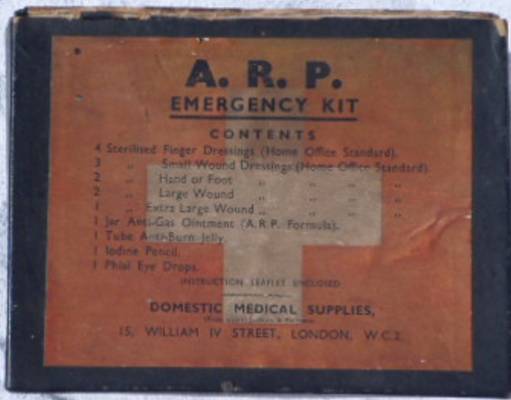 A. R. P.
EMERGENCY KIT
CONTENTS
4 Sterilised Finger Dressings (Home Office Standard).
3 „ Small Wound Dressings (Home Office Standard).
2 „ Hand or Foot „ „ „
2 „ Large Wound „ „ „
1 „ Extra Large Wound „ „ „
1 Jar Anti-Gas Ointment (A.R.P. Formula).
1 Tube Anti-Burn Jelly.
1 Iodine Pencil.
1 Phial Eye Drops.
INSTRUCTION LEAFLET ENCLOSED
DOMESTIC MEDICAL SUPPLIES,
15, WILLIAM IV STREET, LONDON, W.C.2